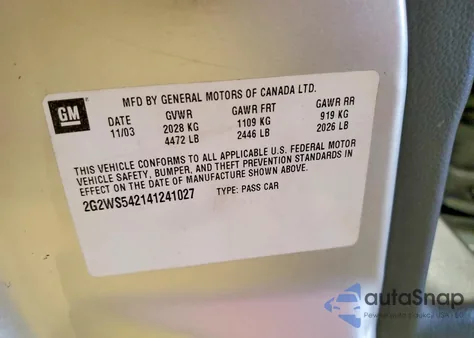 GM
MFD BY GENERAL MOTORS OF CANADA LTD.
DATE GVWR GAWR FRT GAWR RR
11/03 2028 KG 1109 KG 919 KG
4472 LB 2446 LB 2026 LB
THIS VEHICLE CONFORMS TO ALL APPLICABLE U.S. FEDERAL MOTOR
VEHICLE SAFETY, BUMPER, AND THEFT PREVENTION STANDARDS IN
EFFECT ON THE DATE OF MANUFACTURE SHOWN ABOVE.
2G2WS542141241027 TYPE: PASS CAR
autaSnap